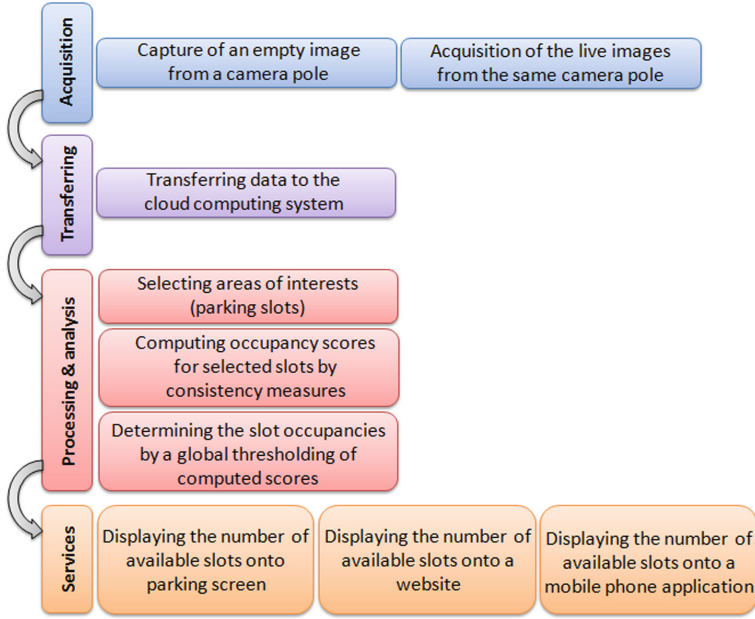 Acquisition
Capture of an empty image
from a camera pole
Acquisition of the live images
from the same camera pole
Transferring
Transferring data to the
cloud computing system
Processing & analysis
Selecting areas of interests
(parking slots)
Computing occupancy scores
for selected slots by
consistency measures
Determining the slot occupancies
by a global thresholding of
computed scores
Services
Displaying the number of
available slots onto
parking screen
Displaying the number of
available slots onto a
website
Displaying the number of
available slots onto a
mobile phone application